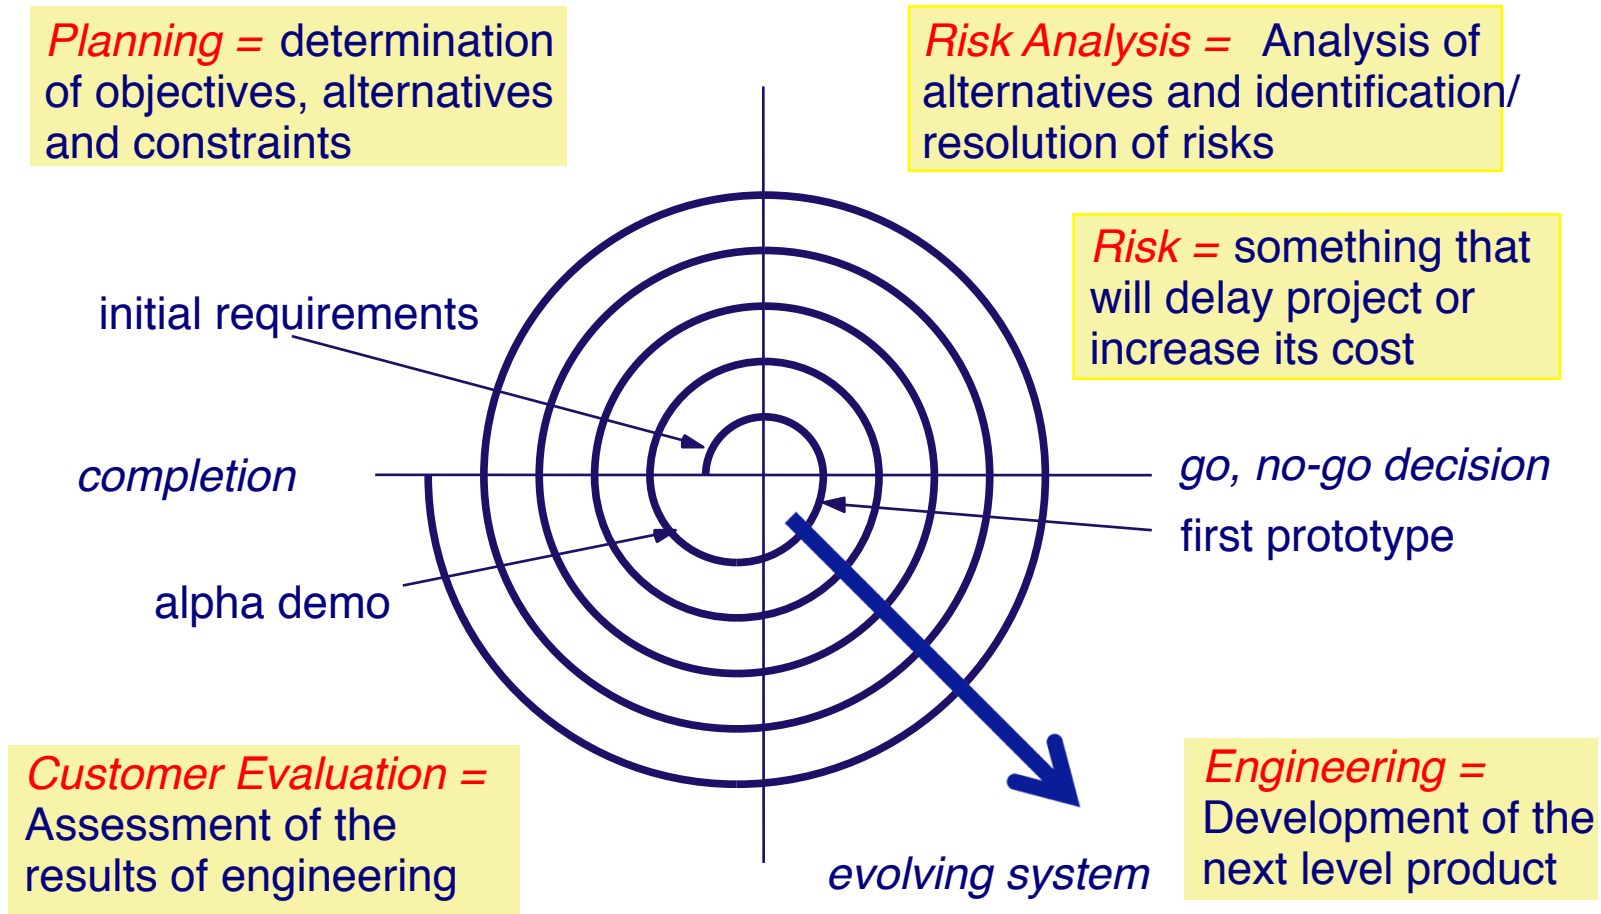 Planning = determination
of objectives, alternatives
and constraints
Risk Analysis = Analysis of
alternatives and identification/
resolution of risks
Risk = something that
will delay project or
increase its cost
initial requirements
completion
go, no-go decision
first prototype
alpha demo
Customer Evaluation =
Assessment of the
results of engineering
evolving system
Engineering =
Development of the
next level product